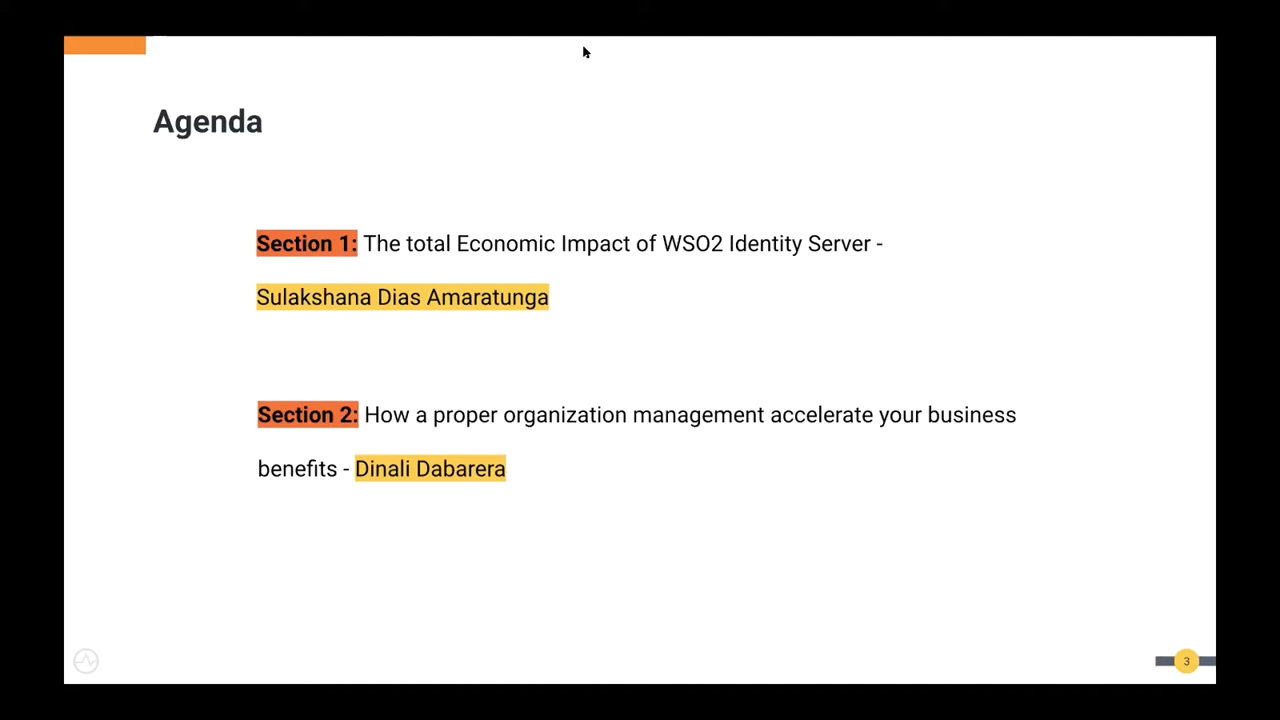 Agenda
Section 1: The total Economic Impact of WSO2 Identity Server -
Sulakshana Dias Amaratunga
Section 2: How a proper organization management accelerate your business
benefits - Dinali Dabarera
3